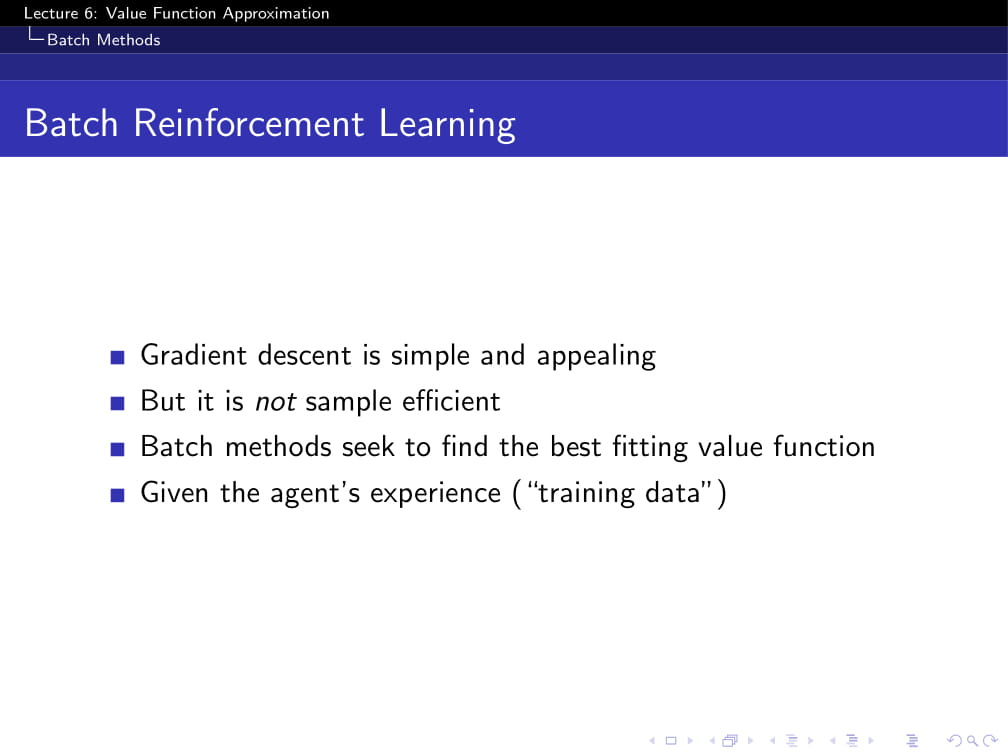 Lecture 6: Value Function Approximation
Batch Methods
Batch Reinforcement Learning
Gradient descent is simple and appealing
But it is not sample efficient
Batch methods seek to find the best fitting value function
Given the agent's experience (“training data”)